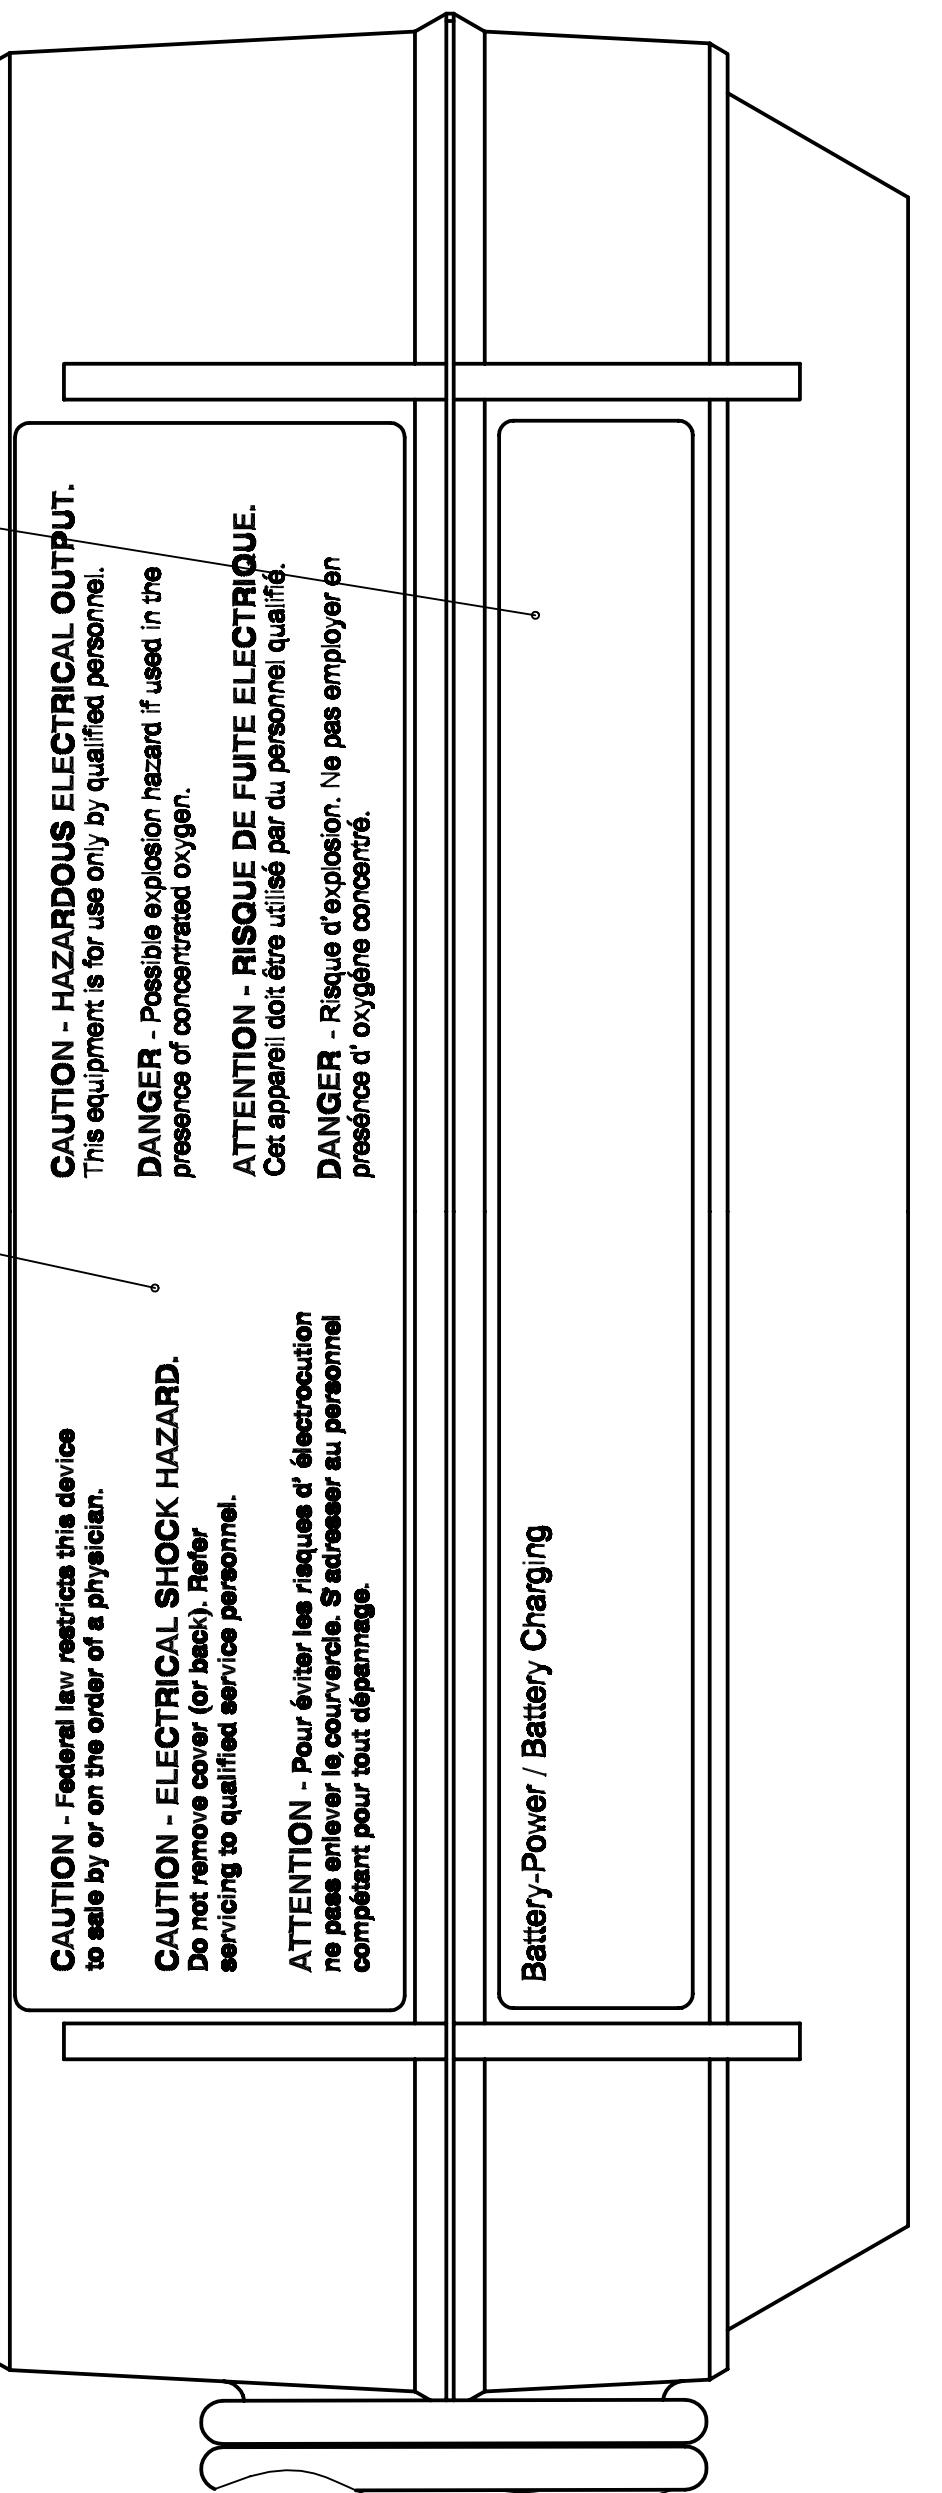 CAUTION - Federal law restricts this device
to sale by or on the order of a physician.
CAUTION - ELECTRICAL SHOCK HAZARD.
Do not remove cover (or back). Refer
servicing to qualified service personnel.
ATTENTION - Pour éviter les risques d' électrocution
ne pass enlever le,courvercle. S'adresser au personnel
compétant pour tout dépannage.
CAUTION - HAZARDOUS ELECTRICAL OUTPUT.
This equipment is for use only by qualified personnel.
DANGER - Possible explosion hazard if used in the
presence of concentrated oxygen.
ATTENTION - RISQUE DE FUITE ELECTRIQUE.
Cet appareil doit être utilisé par du personnel qualifié.
DANGER - Risque d'explosion. Ne pas employer en
présénce d' oxygéne concentré.
Battery-Power / Battery Charging